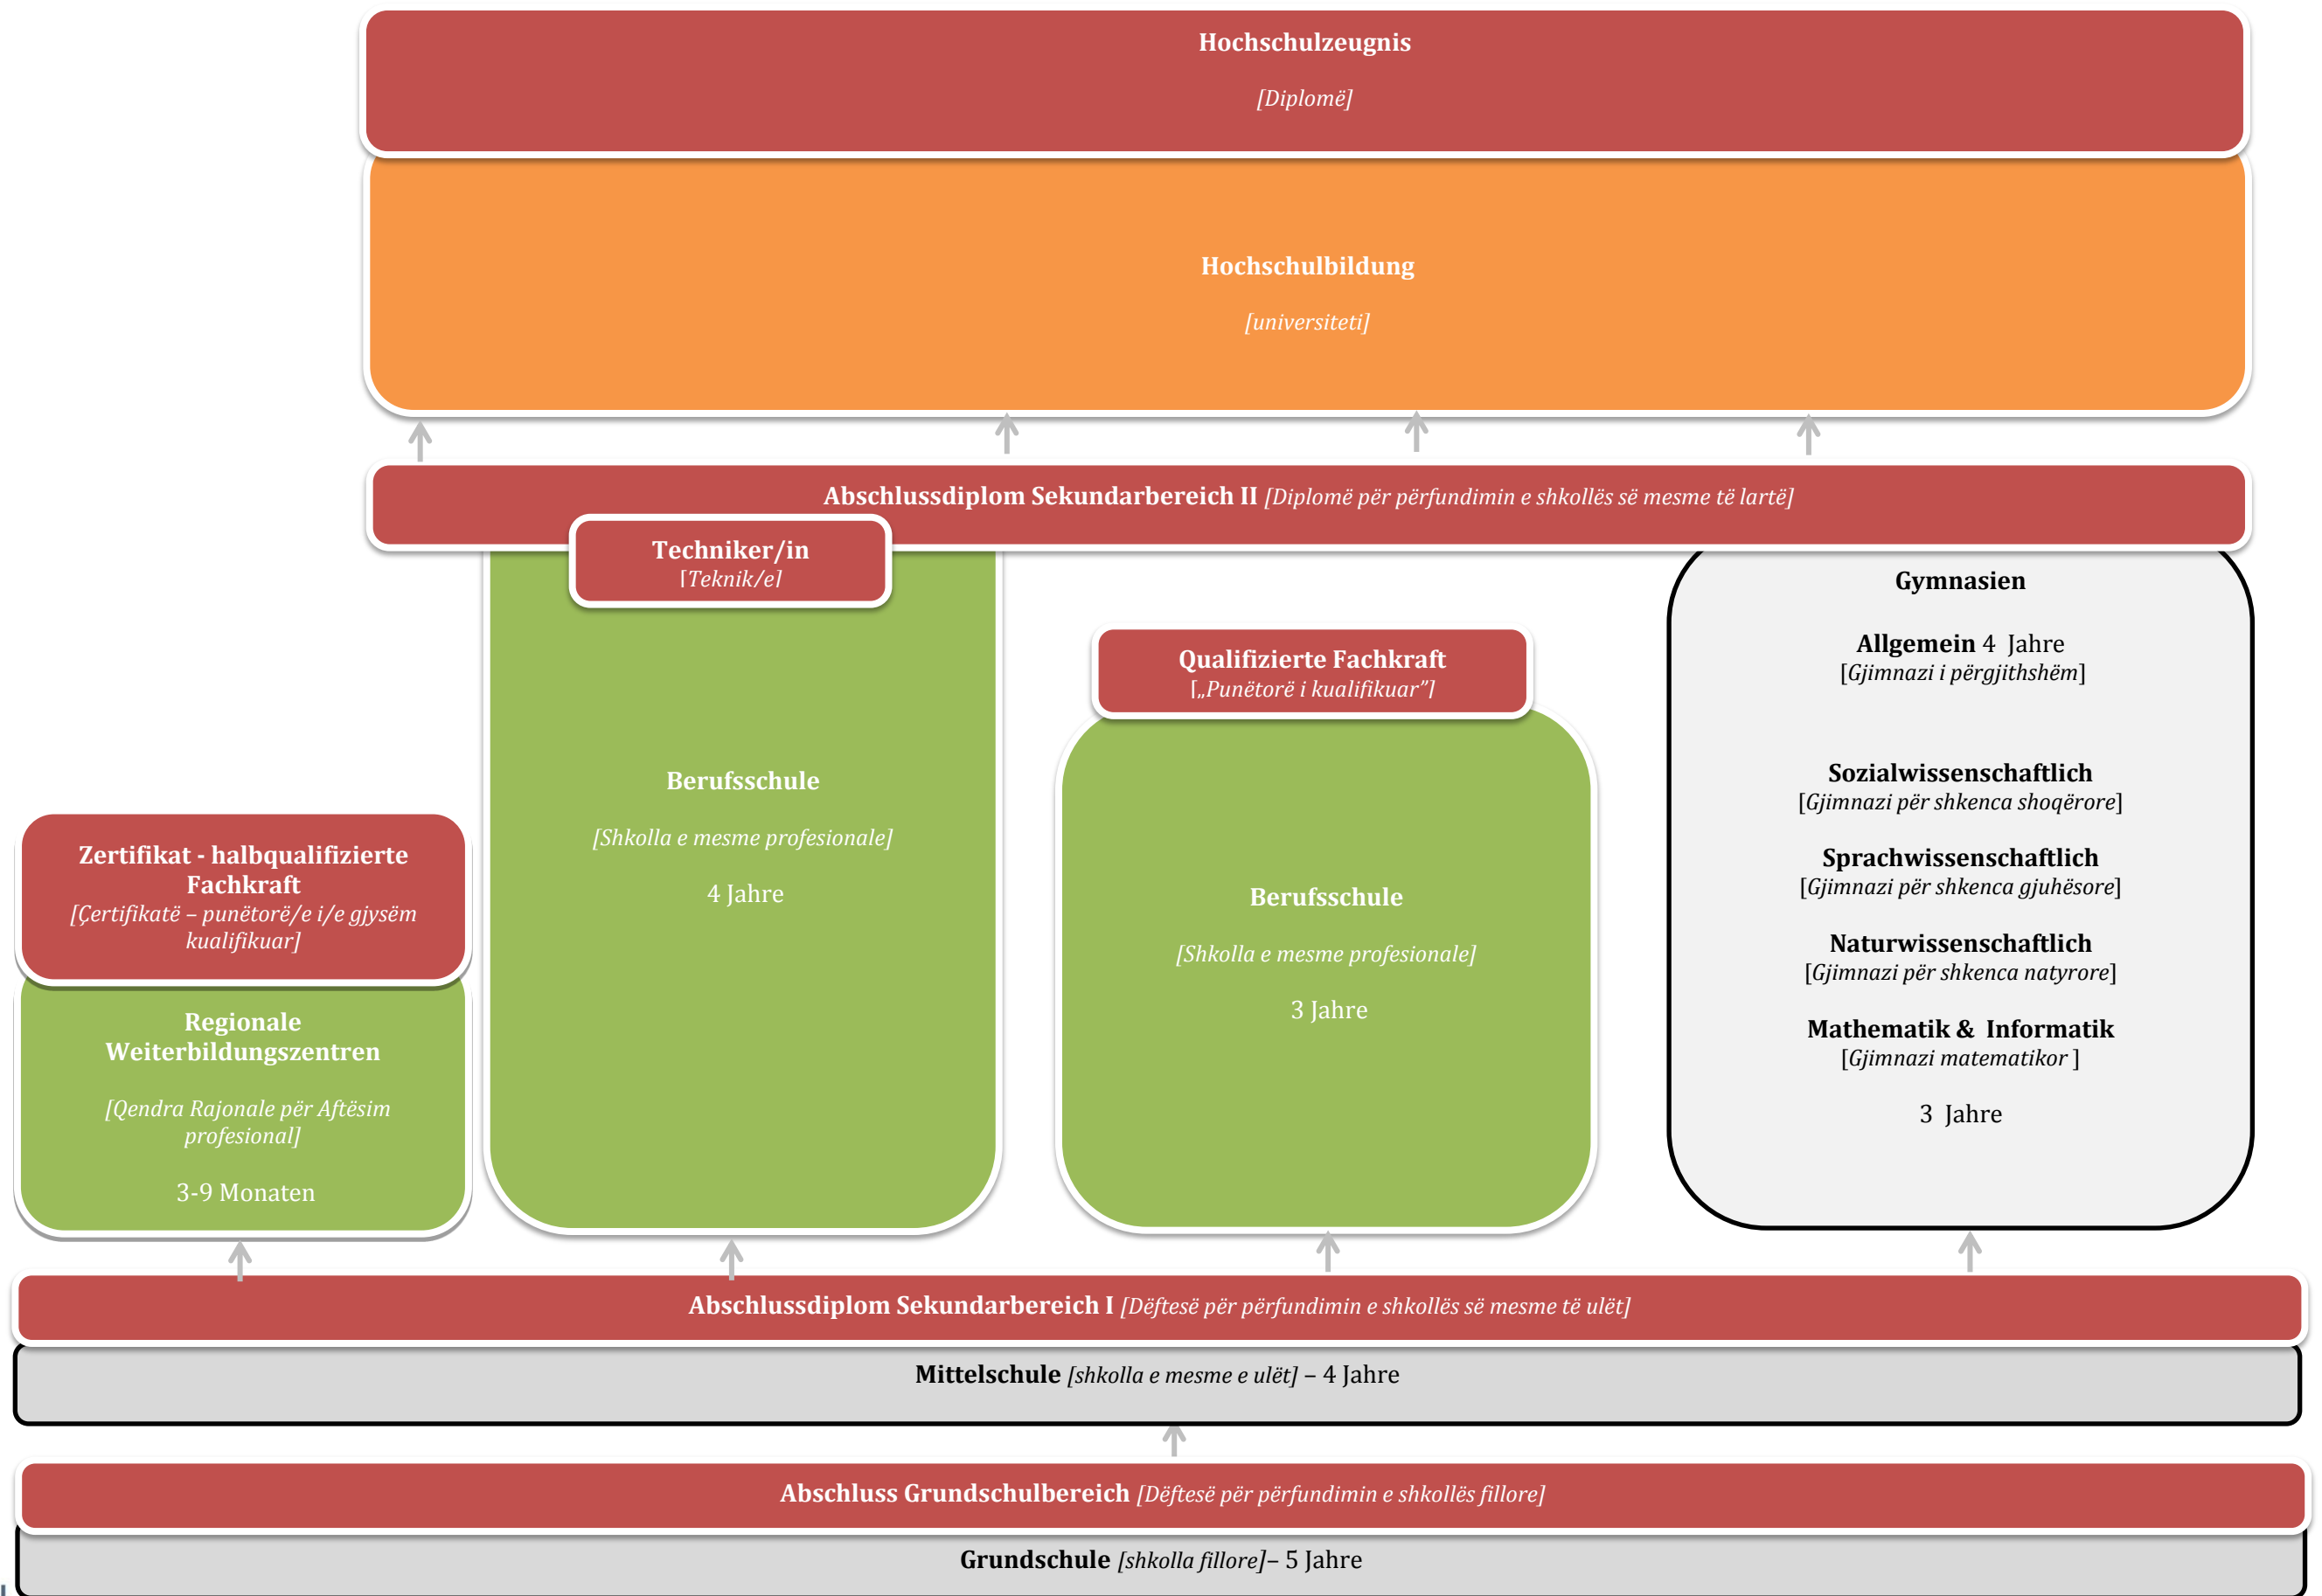 Hochschulzeugnis
[Diplomë]
Hochschulbildung
[universiteti]
Abschlussdiplom Sekundarbereich II [Diplomë për përfundimin e shkollës së mesme të lartë]
Techniker/in
[Teknik/e]
Berufsschule
[Shkolla e mesme profesionale]
4 Jahre
Qualifizierte Fachkraft
[„Punëtorë i kualifikuar”]
Berufsschule
[Shkolla e mesme profesionale]
3 Jahre
Gymnasien
Allgemein 4 Jahre
[Gjimnazi i përgjithshëm]
Sozialwissenschaftlich
[Gjimnazi për shkenca shoqërore]
Sprachwissenschaftlich
[Gjimnazi për shkenca gjuhësore]
Naturwissenschaftlich
[Gjimnazi për shkenca natyrore]
Mathematik & Informatik
[Gjimnazi matematikor ]
3 Jahre
Zertifikat - halbqualifizierte
Fachkraft
[Çertifikatë – punëtorë/e i/e gjysëm
kualifikuar]
Regionale
Weiterbildungszentren
[Qendra Rajonale për Aftësim
profesional]
3-9 Monaten
Abschlussdiplom Sekundarbereich I [Dëftesë për përfundimin e shkollës së mesme të ulët]
Mittelschule [shkolla e mesme e ulët] – 4 Jahre
Abschluss Grundschulbereich [Dëftesë për përfundimin e shkollës fillore]
Grundschule [shkolla fillore]– 5 Jahre